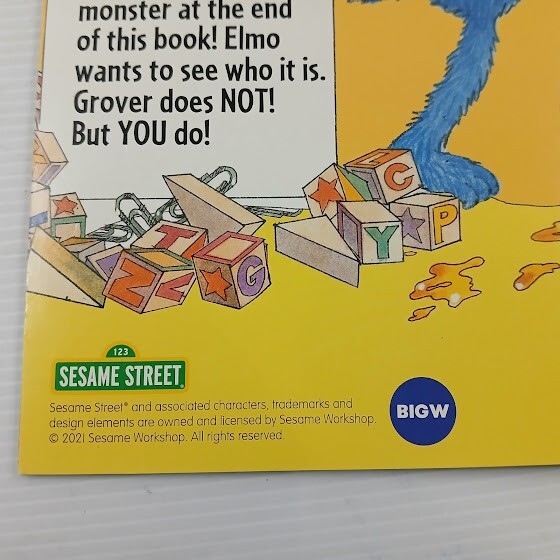 monster at the end
of this book! Elmo
wants to see who it is.
Grover does NOT!
But YOU do!
C
Y P
T
N Z G
123
SESAME STREET
Sesame Street® and associated characters, trademarks and
design elements are owned and licensed by Sesame Workshop.
© 2021 Sesame Workshop. All rights reserved.
BIGW